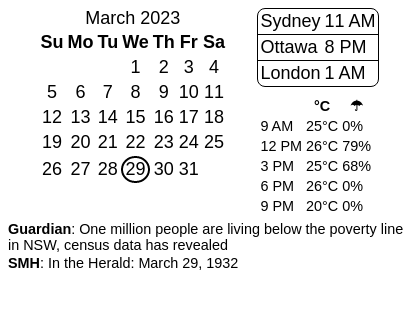 March 2023
Su Mo Tu We Th Fr Sa
1 2 3 4
5 6 7 8 9 10 11
12 13 14 15 16 17 18
19 20 21 22 23 24 25
26 27 28 29 30 31
Sydney 11 AM
Ottawa 8 PM
London 1 AM
°C ☂
9 AM 25°C 0%
12 PM 26°C 79%
3 PM 25°C 68%
6 PM 26°C 0%
9 PM 20°C 0%
Guardian: One million people are living below the poverty line
in NSW, census data has revealed
SMH: In the Herald: March 29, 1932